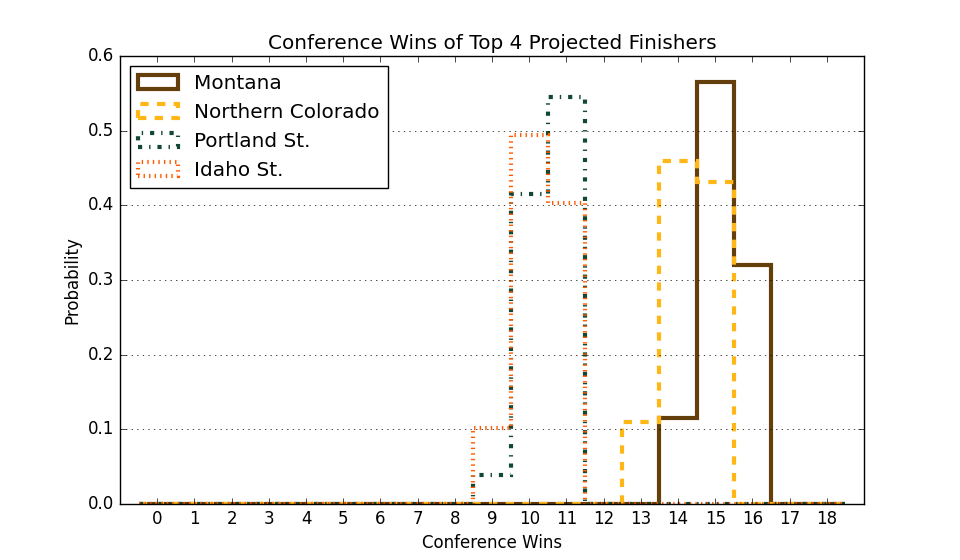 Conference Wins of Top 4 Projected Finishers
0.6
0.5
0.4
0.3
0.2
0.1
0.0
Probability
Montana
Northern Colorado
Portland St.
Idaho St.
0 1 2 3 4 5 6 7 8 9 10 11 12 13 14 15 16 17 18
Conference Wins